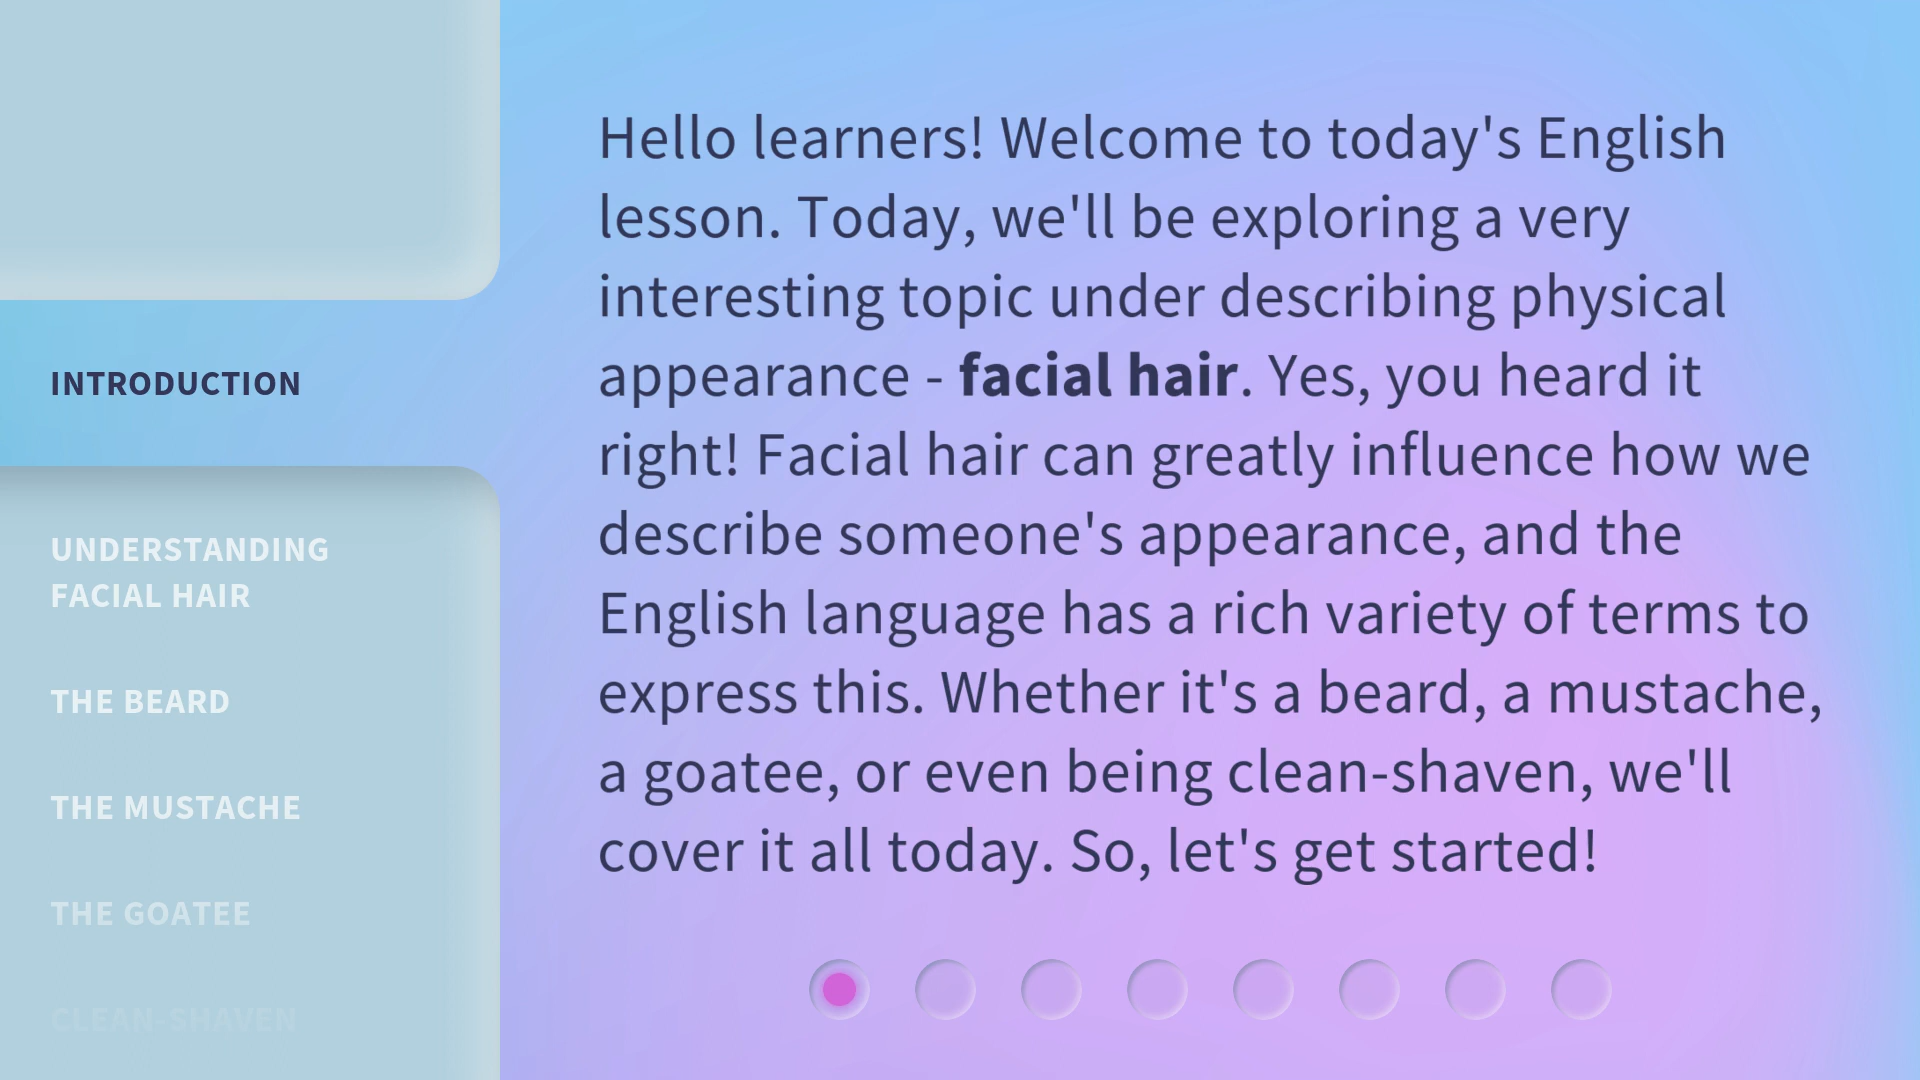 INTRODUCTION
UNDERSTANDING
FACIAL HAIR
THE BEARD
THE MUSTACHE
THE GOATEE
CLEAN-SHAVEN
Hello learners! Welcome to today's English
lesson. Today, we'll be exploring a very
interesting topic under describing physical
appearance - facial hair. Yes, you heard it
right! Facial hair can greatly influence how we
describe someone's appearance, and the
English language has a rich variety of terms to
express this. Whether it's a beard, a mustache,
a goatee, or even being clean-shaven, we'll
cover it all today. So, let's get started!